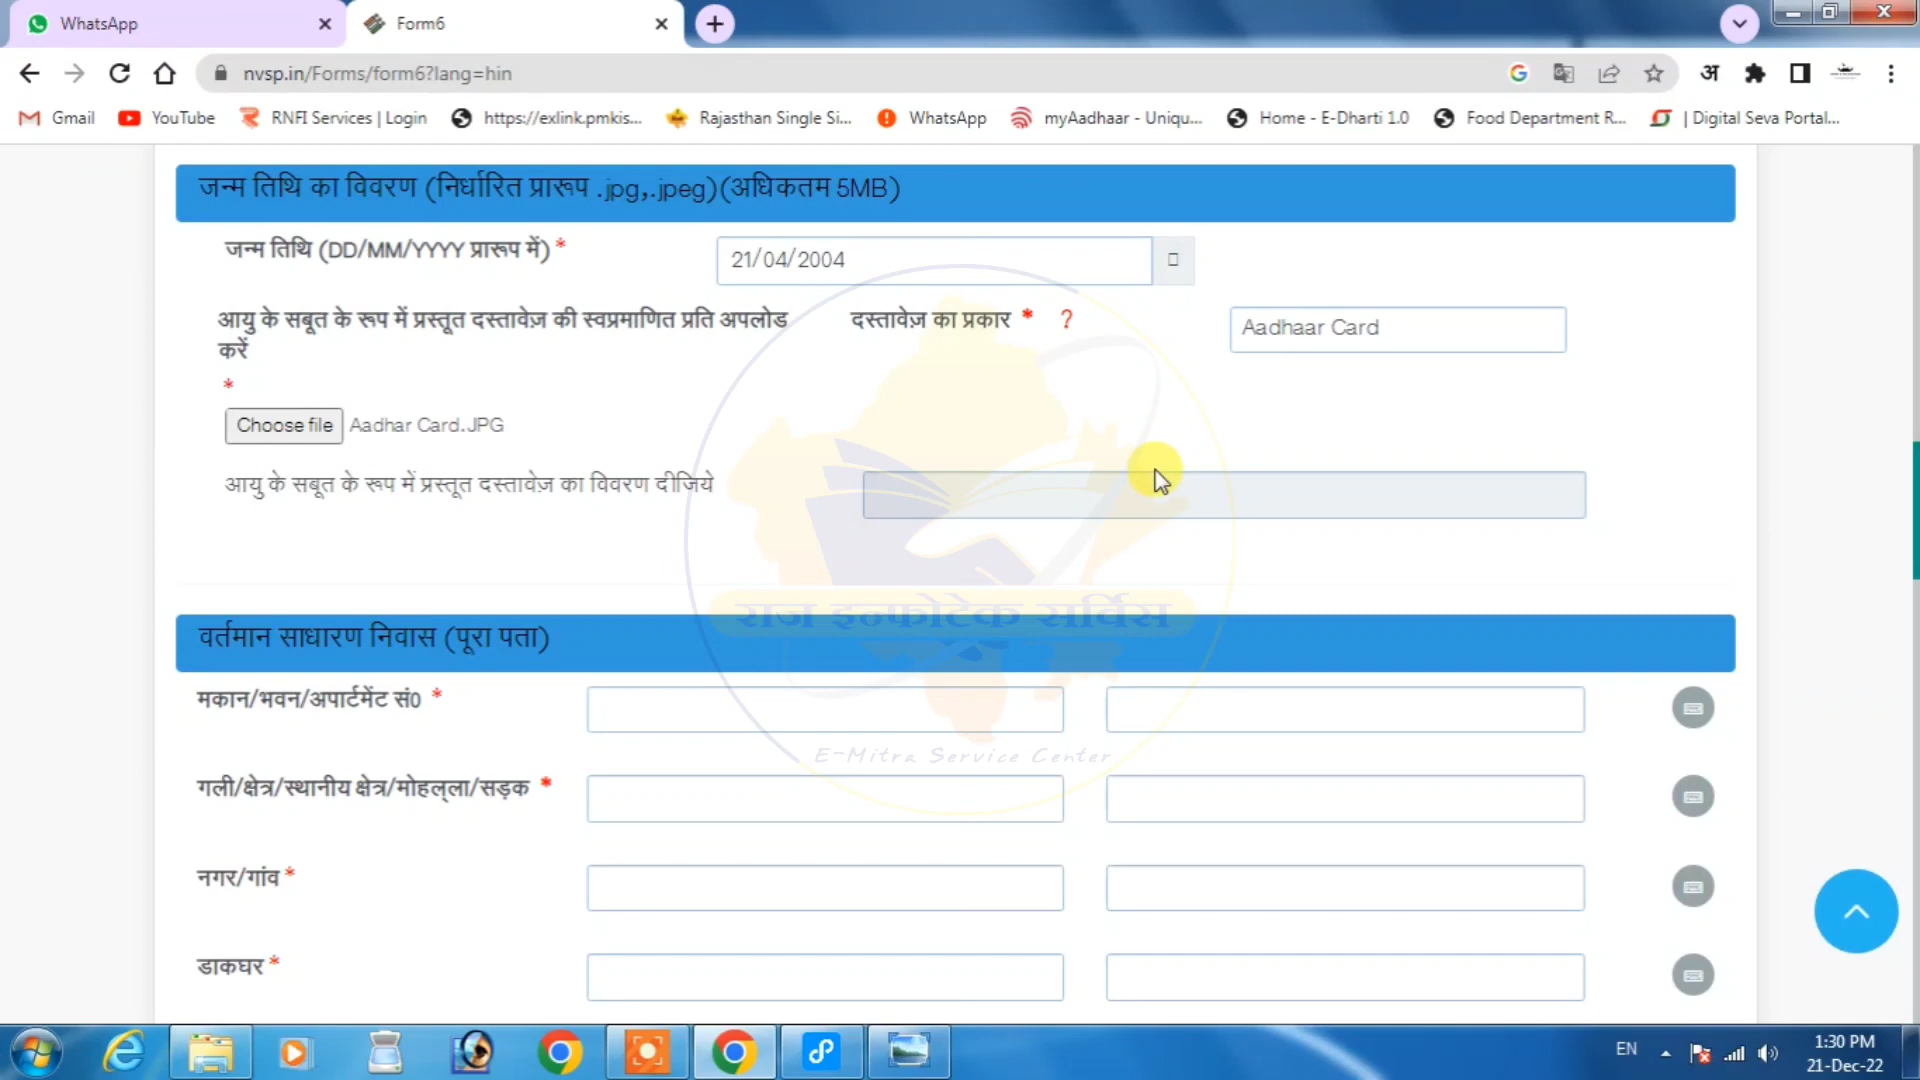 WhatsApp
Form6
nvsp.in/Forms/form6?lang=hin
अ
Gmail
YouTube
RNFI Services | Login
https://exlink.pmkis...
Rajasthan Single Si...
WhatsApp
myAadhaar - Uniqu...
Home - E-Dharti 1.0
Food Department R...
| Digital Seva Portal...
जन्म तिथि का विवरण (निर्धारित प्रारूप .jpg,.jpeg)(अधिकतम 5MB)
जन्म तिथि (DD/MM/YYYY प्रारूप में) *
21/04/2004
आयु के सबूत के रूप में प्रस्तूत दस्तावेज़ की स्वप्रमाणित प्रति अपलोड
करें
*
दस्तावेज़ का प्रकार * ?
Aadhaar Card
Choose file Aadhar Card.JPG
आयु के सबूत के रूप में प्रस्तूत दस्तावेज़ का विवरण दीजिये
राज इन्फोटेक सर्विस
वर्तमान साधारण निवास (पूरा पता)
मकान/भवन/अपार्टमेंट सं0 *
E-Mitra Service Center
गली/क्षेत्र/स्थानीय क्षेत्र/मोहल्ला/सड़क *
नगर/गांव *
डाकघर *
EN
1:30 PM
21-Dec-22